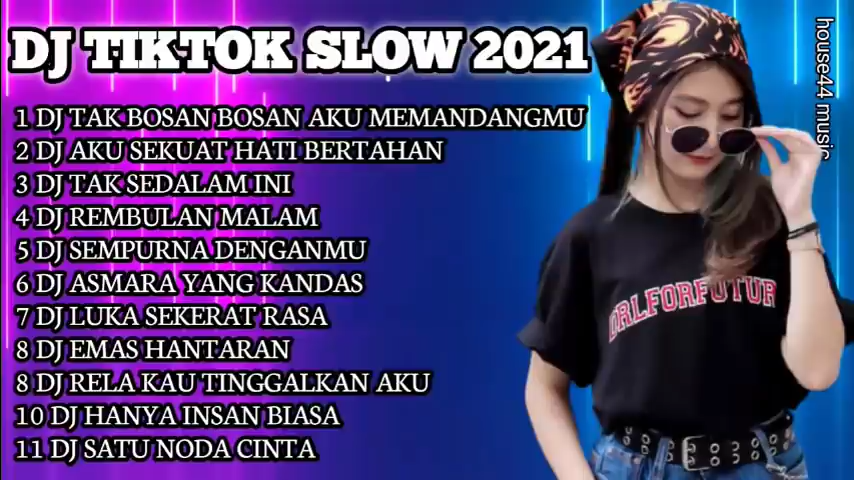 DJ TIKTOK SLOW 2021
1 DJ TAK BOSAN BOSAN AKU MEMANDANGMU
2 DJ AKU SEKUAT HATI BERTAHAN
3 DJ TAK SEDALAM INI
4 DJ REMBULAN MALAM
5 DJ SEMPURNA DENGANMU
6 DJ ASMARA YANG KANDAS
7 DJ LUKA SEKERAT RASA
8 DJ EMAS HANTARAN
8 DJ RELA KAU TINGGALKAN AKU
10 DJ HANYA INSAN BIASA
11 DJ SATU NODA CINTA
house44 music